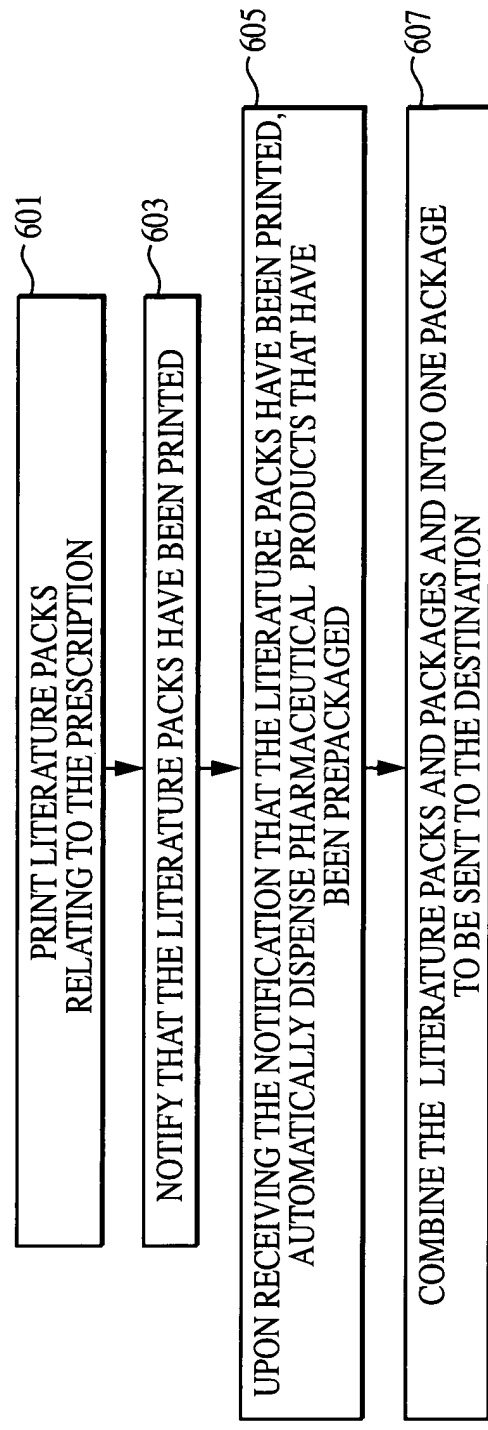 601
PRINT LITERATURE PACKS
RELATING TO THE PRESCRIPTION
603
NOTIFY THAT THE LITERATURE PACKS HAVE BEEN PRINTED
605
UPON RECEIVING THE NOTIFICATION THAT THE LITERATURE PACKS HAVE BEEN PRINTED,
AUTOMATICALLY DISPENSE PHARMACEUTICAL PRODUCTS THAT HAVE
BEEN PREPACKAGED
607
COMBINE THE LITERATURE PACKS AND PACKAGES AND INTO ONE PACKAGE
TO BE SENT TO THE DESTINATION